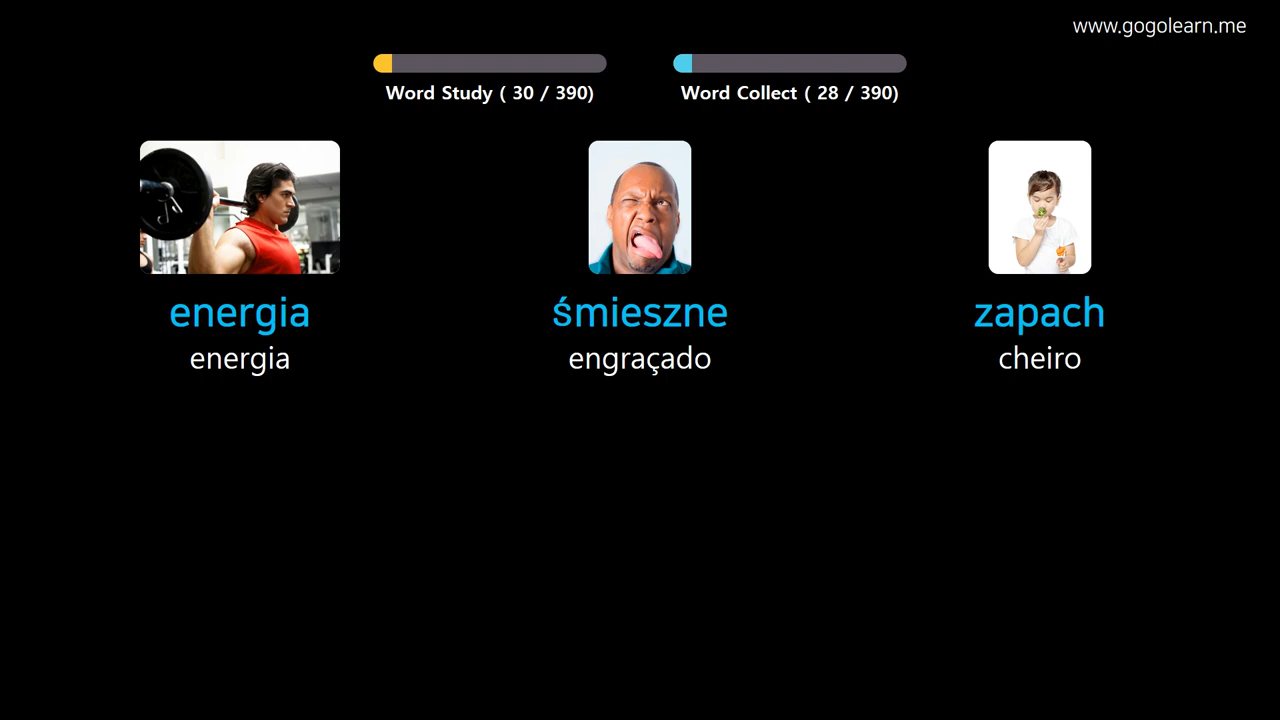 www.gogolearn.me
Word Study ( 30 / 390)
Word Collect ( 28 / 390)
energia
energia
śmieszne
engraçado
zapach
cheiro